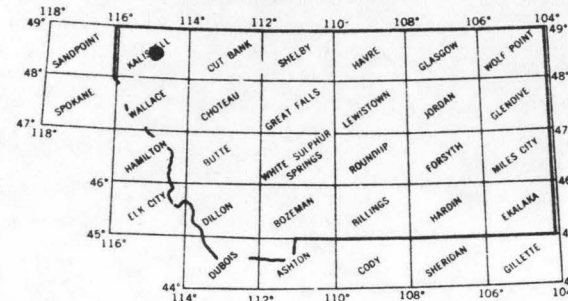 118° 116° 114° 112° 110° 108° 106° 104°
49°
SANDPOINT KALIS ELL CUT BANK SHELBY HAVRE GLASGOW WOLF POINT
48°
SPOKANE WALLACE CHOTEAU GREAT FALLS LEWISTOWN JORDAN GLENDIVE
47°
118°
HAMILTON BUTTE WHITE SULPHUR SPRINGS ROUNDUP FORSYTH MILES CITY
46°
ELK CITY DILLON BOZEMAN BILLINGS HARDIN EKALAKA
45°
116°
DUBOIS ASHTON CODY SHERIDAN GILLETTE
44°
114° 112° 110° 108° 106°